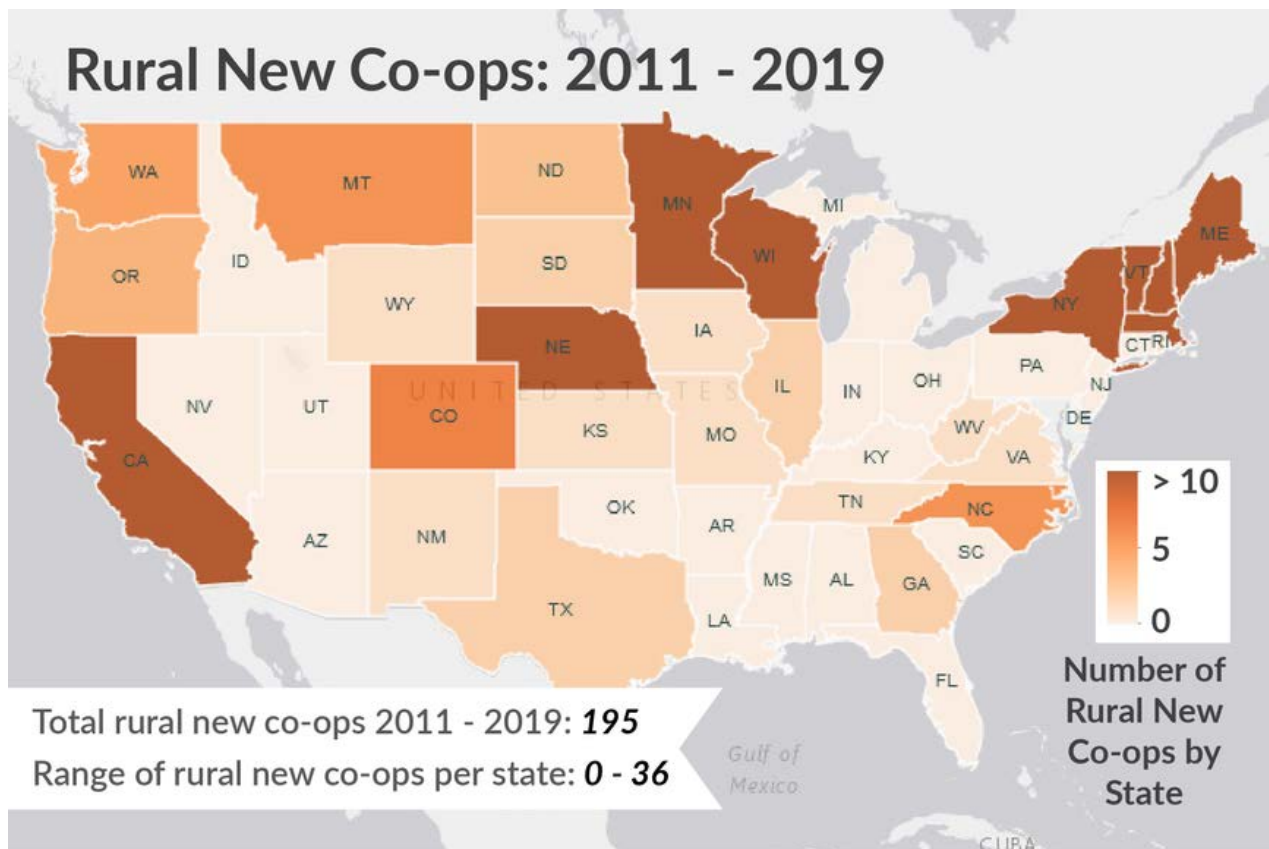 Rural New Co-ops: 2011 - 2019
WA
MT
ND
MN
MI
ME
OR
ID
SD
WI
VT
NY
WY
IA
NE
CT
RI
PA
NV
UT
UNITED STATES
CO
IL
IN
OH
NJ
DE
CA
KS
MO
WV
VA
KY
AZ
NM
OK
AR
TN
NC
SC
TX
LA
MS
AL
GA
FL
> 10
5
0
Number of
Rural New
Co-ops by
State
Total rural new co-ops 2011 - 2019: 195
Range of rural new co-ops per state: 0 - 36
Gulf of
Mexico
CUBA